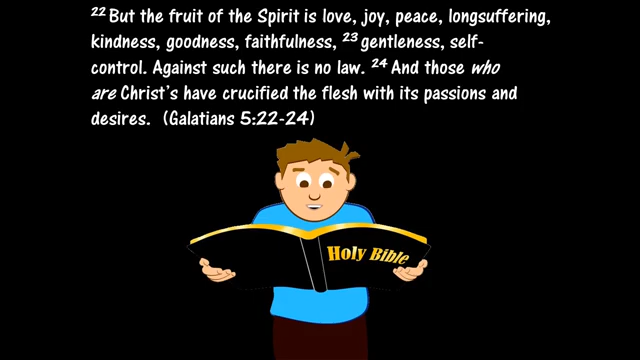 ²² But the fruit of the Spirit is love, joy, peace, longsuffering,
kindness, goodness, faithfulness, ²³ gentleness, self-
control. Against such there is no law. ²⁴ And those who
are Christ's have crucified the flesh with its passions and
desires. (Galatians 5:22-24)
Holy Bible